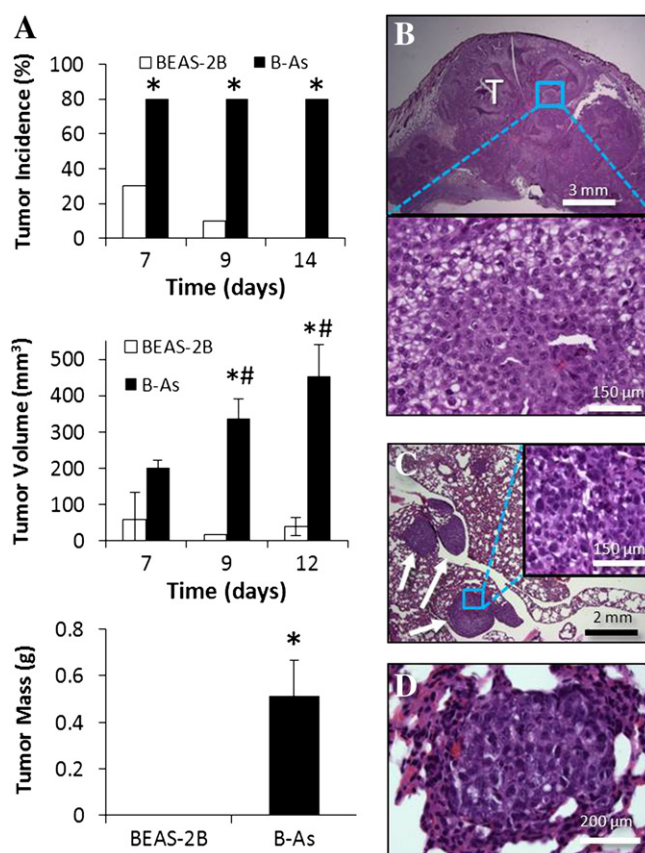 A
BEAS-2B B-As
Tumor Incidence (%)
100
80
60
40
20
0
* * *
7 9 14
Time (days)
BEAS-2B
B-As
Tumor Volume (mm³)
500
400
300
200
100
0
*# *#
7 9 12
Time (days)
Tumor Mass (g)
0.8
0.6
0.4
0.2
0
*
BEAS-2B B-As
B
T
3 mm
150 µm
C
150 µm
2 mm
D
200 µm